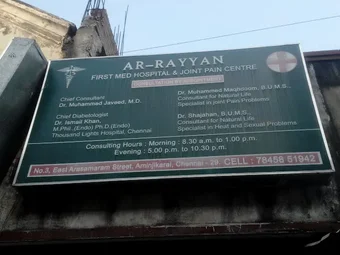 AR-RAYYAN
FIRST MED HOSPITAL & JOINT PAIN CENTRE
Chief Consultant
Dr. Muhammad Javeed, M.D.
Chief Diabetologist
Dr. Ismail Khan,
M.Phil.,(Endo) Ph.D.(Endo)
Thousand Lights Hospital, Chennai
Dr. Muhammed B.U.M.S.,
Consultant for Natural Life
Specialist in Joint Pain Problems
Dr. Shajahan, B.U.M.S.,
Consultant for Natural Life
Specialist in Heat and Sexual Problems
Consulting Hours : Morning : 8.30 a.m. to 1.00 p.m.
Evening : 5.00 p.m. to 10.30 p.m.
No.3, East Street, Aminjikarai, Chennai - 29. CELL : 78458 61942